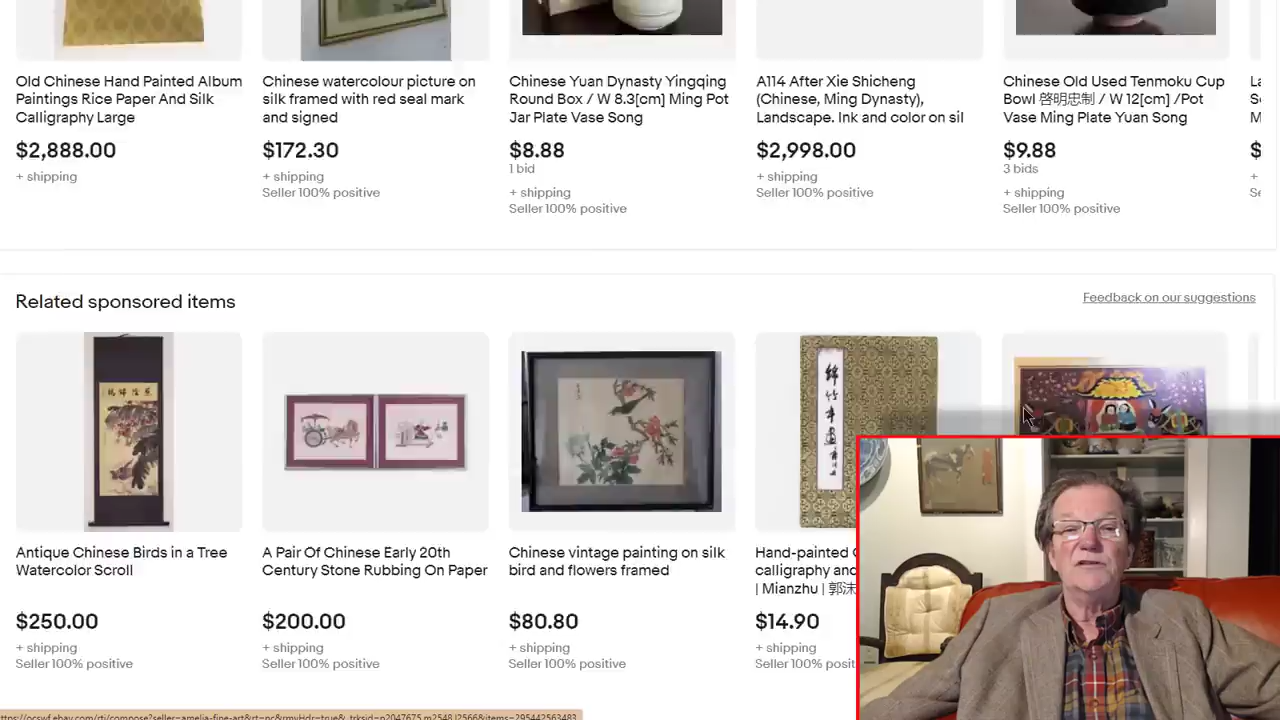 Old Chinese Hand Painted Album
Paintings Rice Paper And Silk
Calligraphy Large
$2,888.00
+ shipping
Chinese watercolour picture on
silk framed with red seal mark
and signed
$172.30
+ shipping
Seller 100% positive
Chinese Yuan Dynasty Yingqing
Round Box / W 8.3[cm] Ming Pot
Jar Plate Vase Song
$8.88
1 bid
+ shipping
Seller 100% positive
A114 After Xie Shicheng
(Chinese, Ming Dynasty),
Landscape. Ink and color on sil
$2,998.00
+ shipping
Seller 100% positive
Chinese Old Used Tenmoku Cup
Bowl 啓明忠制 / W 12[cm] /Pot
Vase Ming Plate Yuan Song
$9.88
3 bids
+ shipping
Seller 100% positive
$
+
Related sponsored items
Feedback on our suggestions
Antique Chinese Birds in a Tree
Watercolor Scroll
$250.00
+ shipping
Seller 100% positive
A Pair Of Chinese Early 20th
Century Stone Rubbing On Paper
$200.00
+ shipping
Seller 100% positive
Chinese vintage painting on silk
bird and flowers framed
$80.80
+ shipping
Seller 100% positive
綿竹年畫
Hand-painted
calligraphy and
| Mianzhu | 郭沫
$14.90
+ shipping
Seller 100%